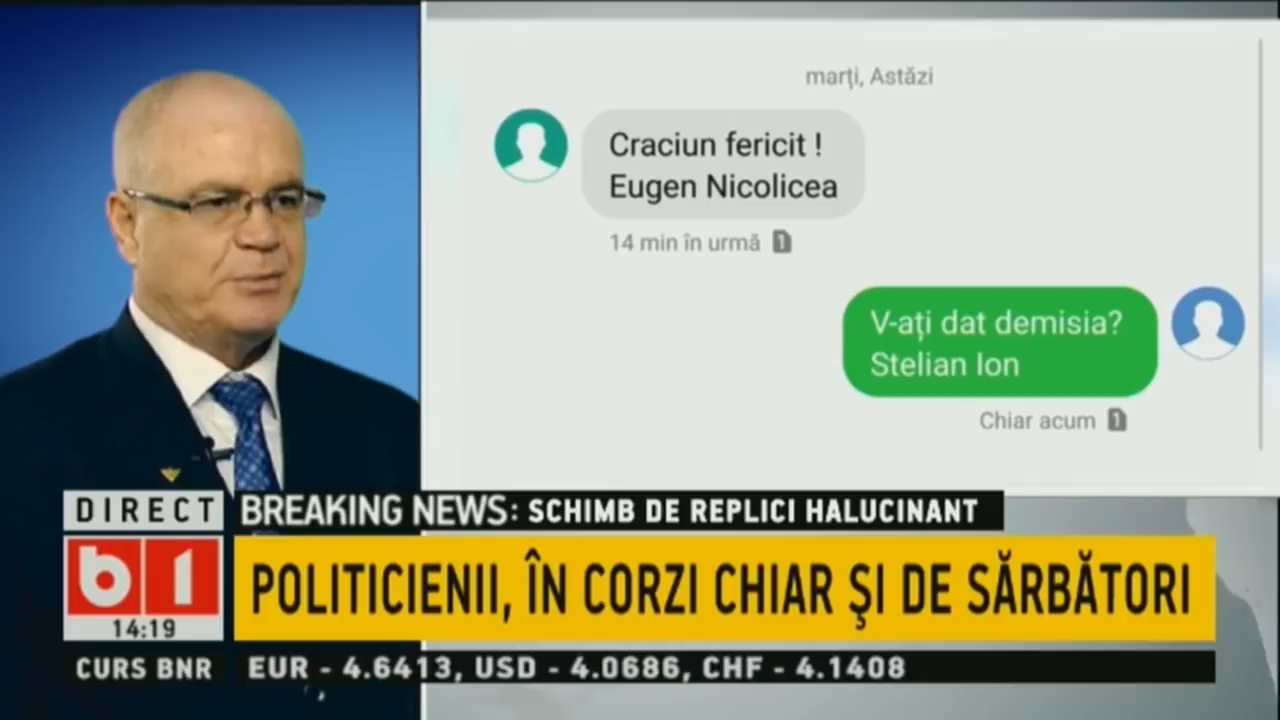 marți, Astăzi
Craciun fericit !
Eugen Nicolicea
14 min în urmă 1
V-ați dat demisia?
Stelian Ion
Chiar acum 1
DIRECT
BREAKING NEWS: SCHIMB DE REPLICI HALUCINANT
b1
POLITICIENII, ÎN CORZI CHIAR ŞI DE SĂRBĂTORI
14:19
CURS BNR EUR - 4.6413, USD - 4.0686, CHF - 4.1408